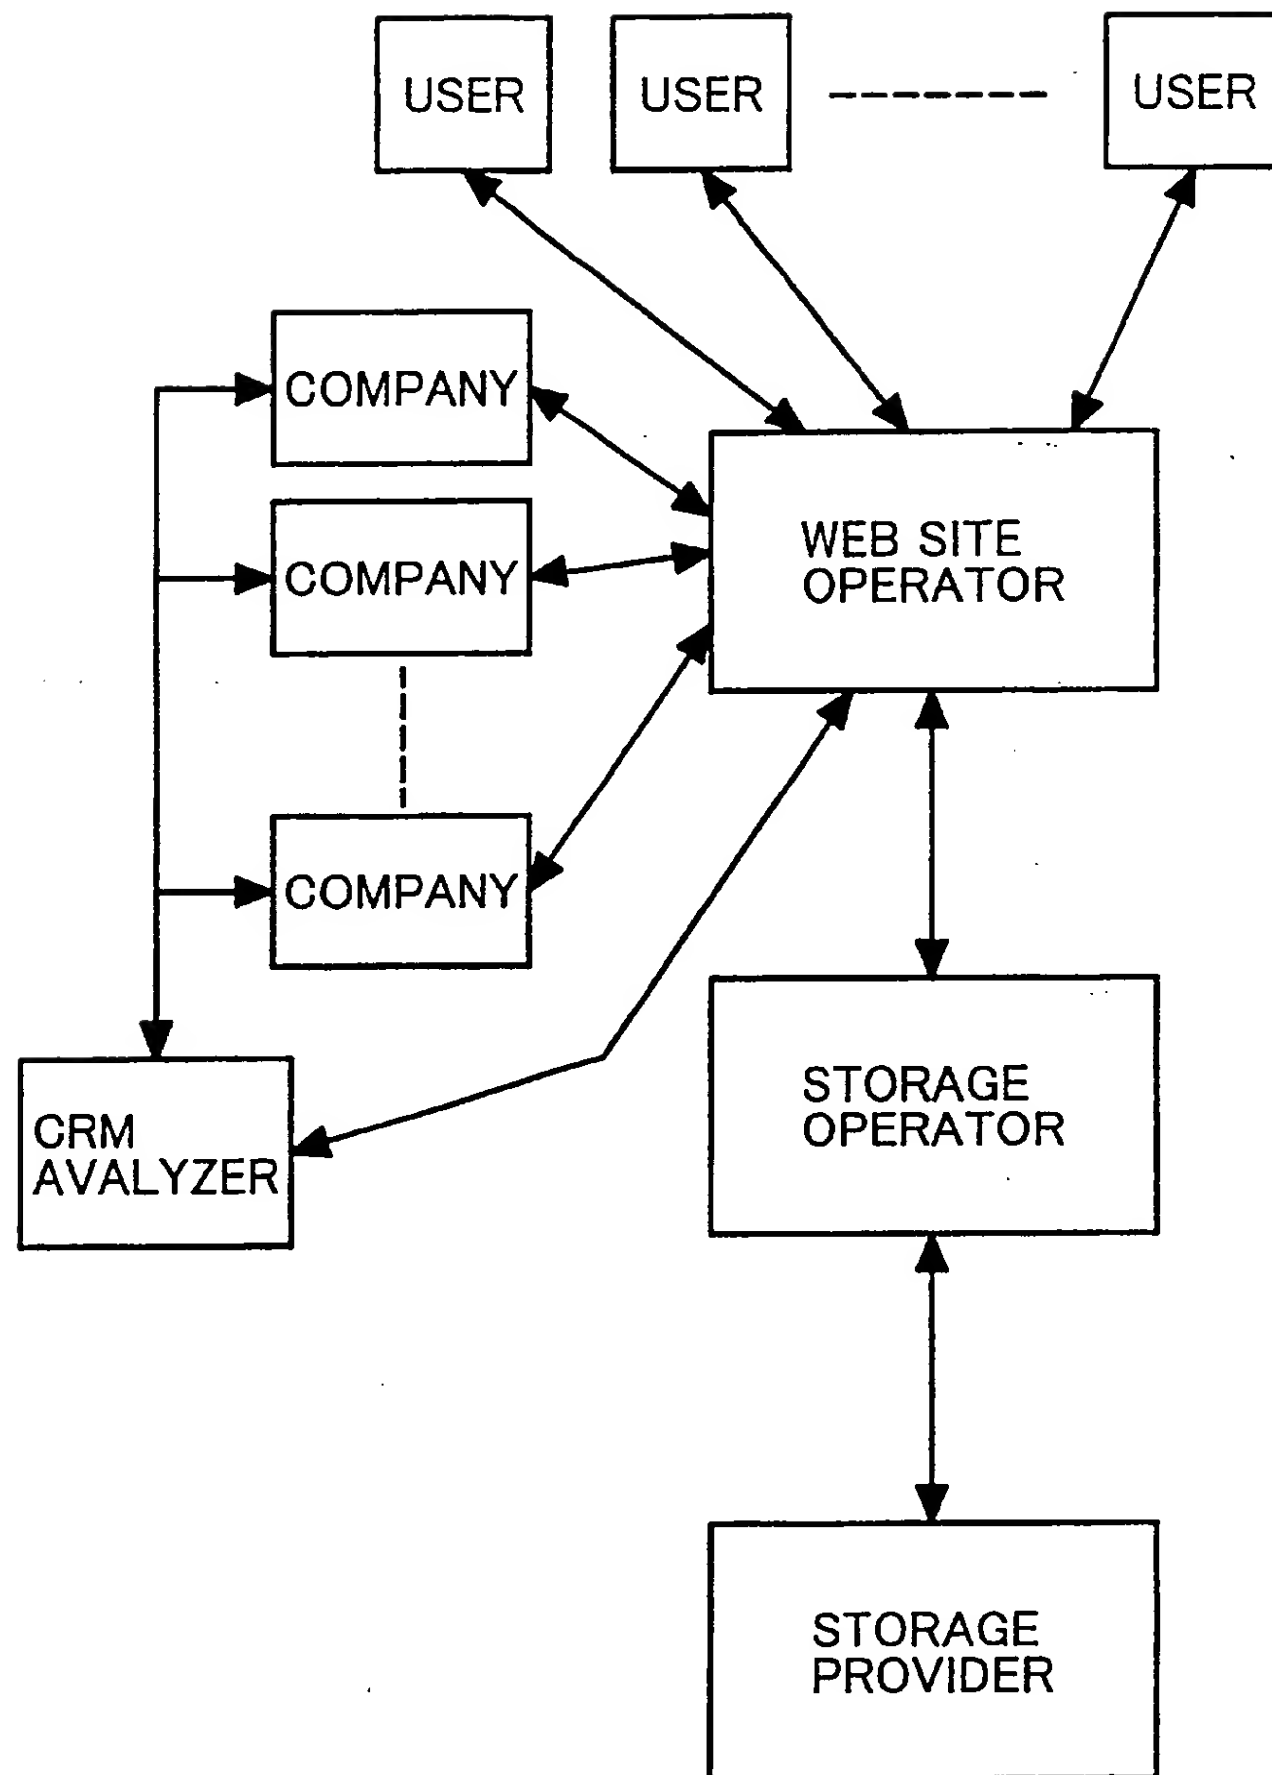 USER
USER
USER
COMPANY
COMPANY
WEB SITE
OPERATOR
COMPANY
CRM
AVALYZER
STORAGE
OPERATOR
STORAGE
PROVIDER